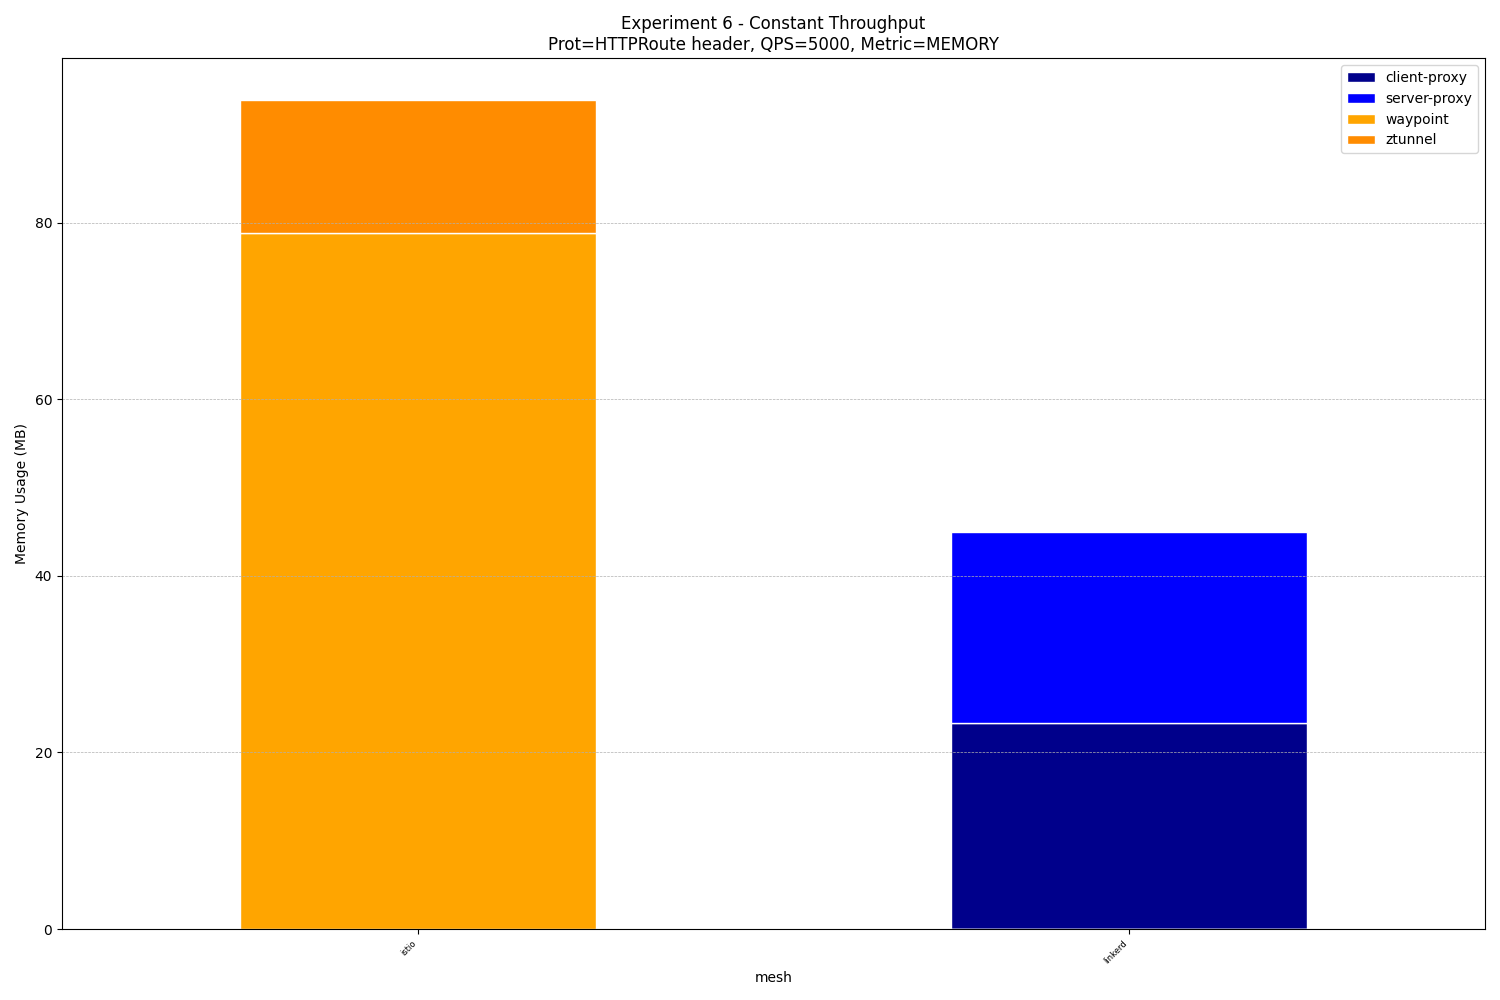 Experiment 6 - Constant Throughput
Prot=HTTPRoute header, QPS=5000, Metric=MEMORY
client-proxy
server-proxy
waypoint
ztunnel
80
60
40
20
0
Memory Usage (MB)
istio
linkerd
mesh